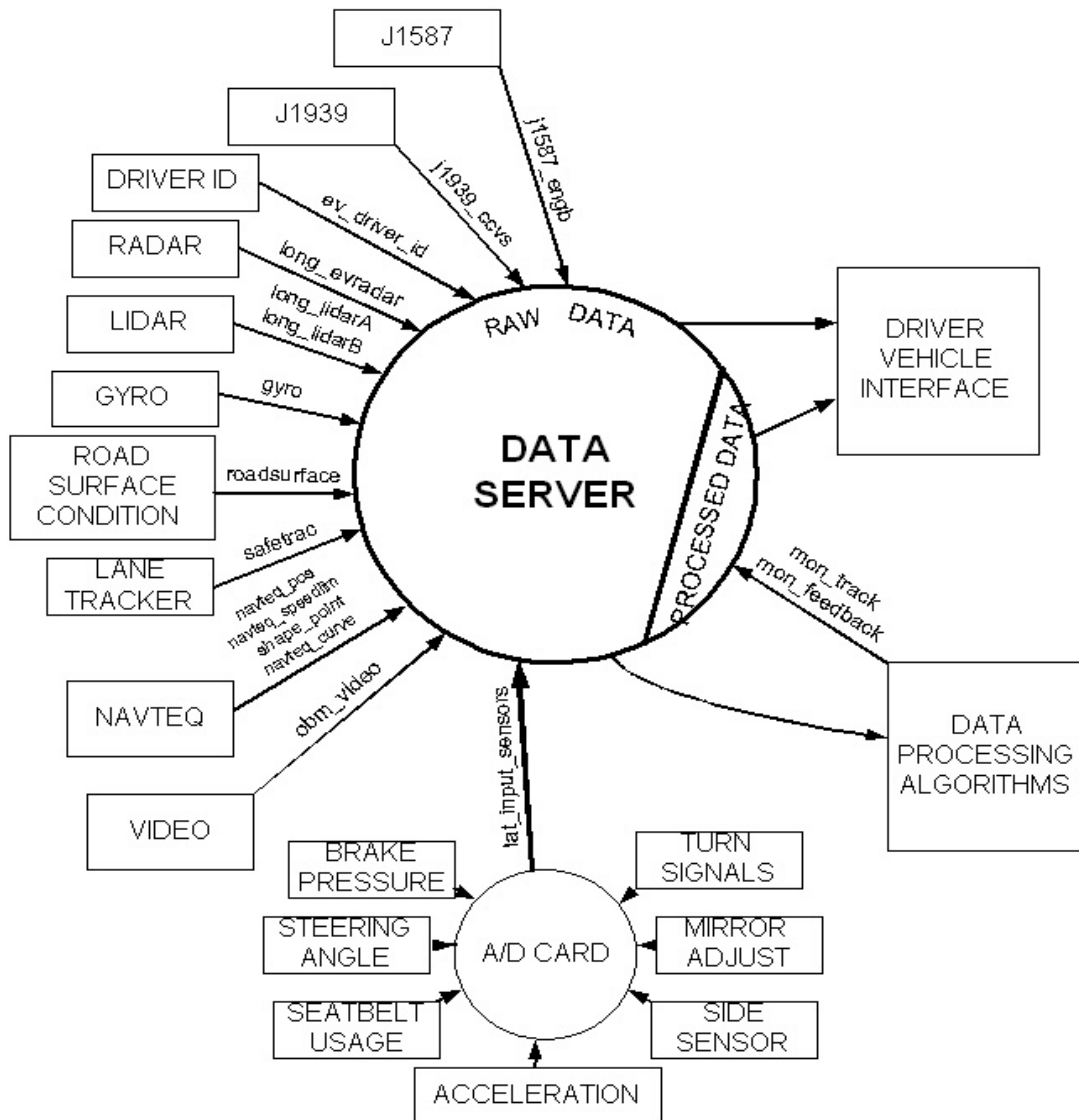 J1587
J1939
DRIVER ID
RADAR
LIDAR
GYRO
ROAD
SURFACE
CONDITION
LANE
TRACKER
NAVTEQ
VIDEO
j1587_engb
j1939_ccvs
ev_driver_id
long_evradar
long_lidarA
long_lidarB
gyro
roadsurface
safetrac
navteq_pos
navteq_speedlim
shape_point
navteq_curve
obm_video
RAW DATA
DATA
SERVER
PROCESSED DATA
DRIVER
VEHICLE
INTERFACE
mon_track
mon_feedback
DATA
PROCESSING
ALGORITHMS
lat_input_sensors
BRAKE
PRESSURE
STEERING
ANGLE
SEATBELT
USAGE
A/D CARD
TURN
SIGNALS
MIRROR
ADJUST
SIDE
SENSOR
ACCELERATION